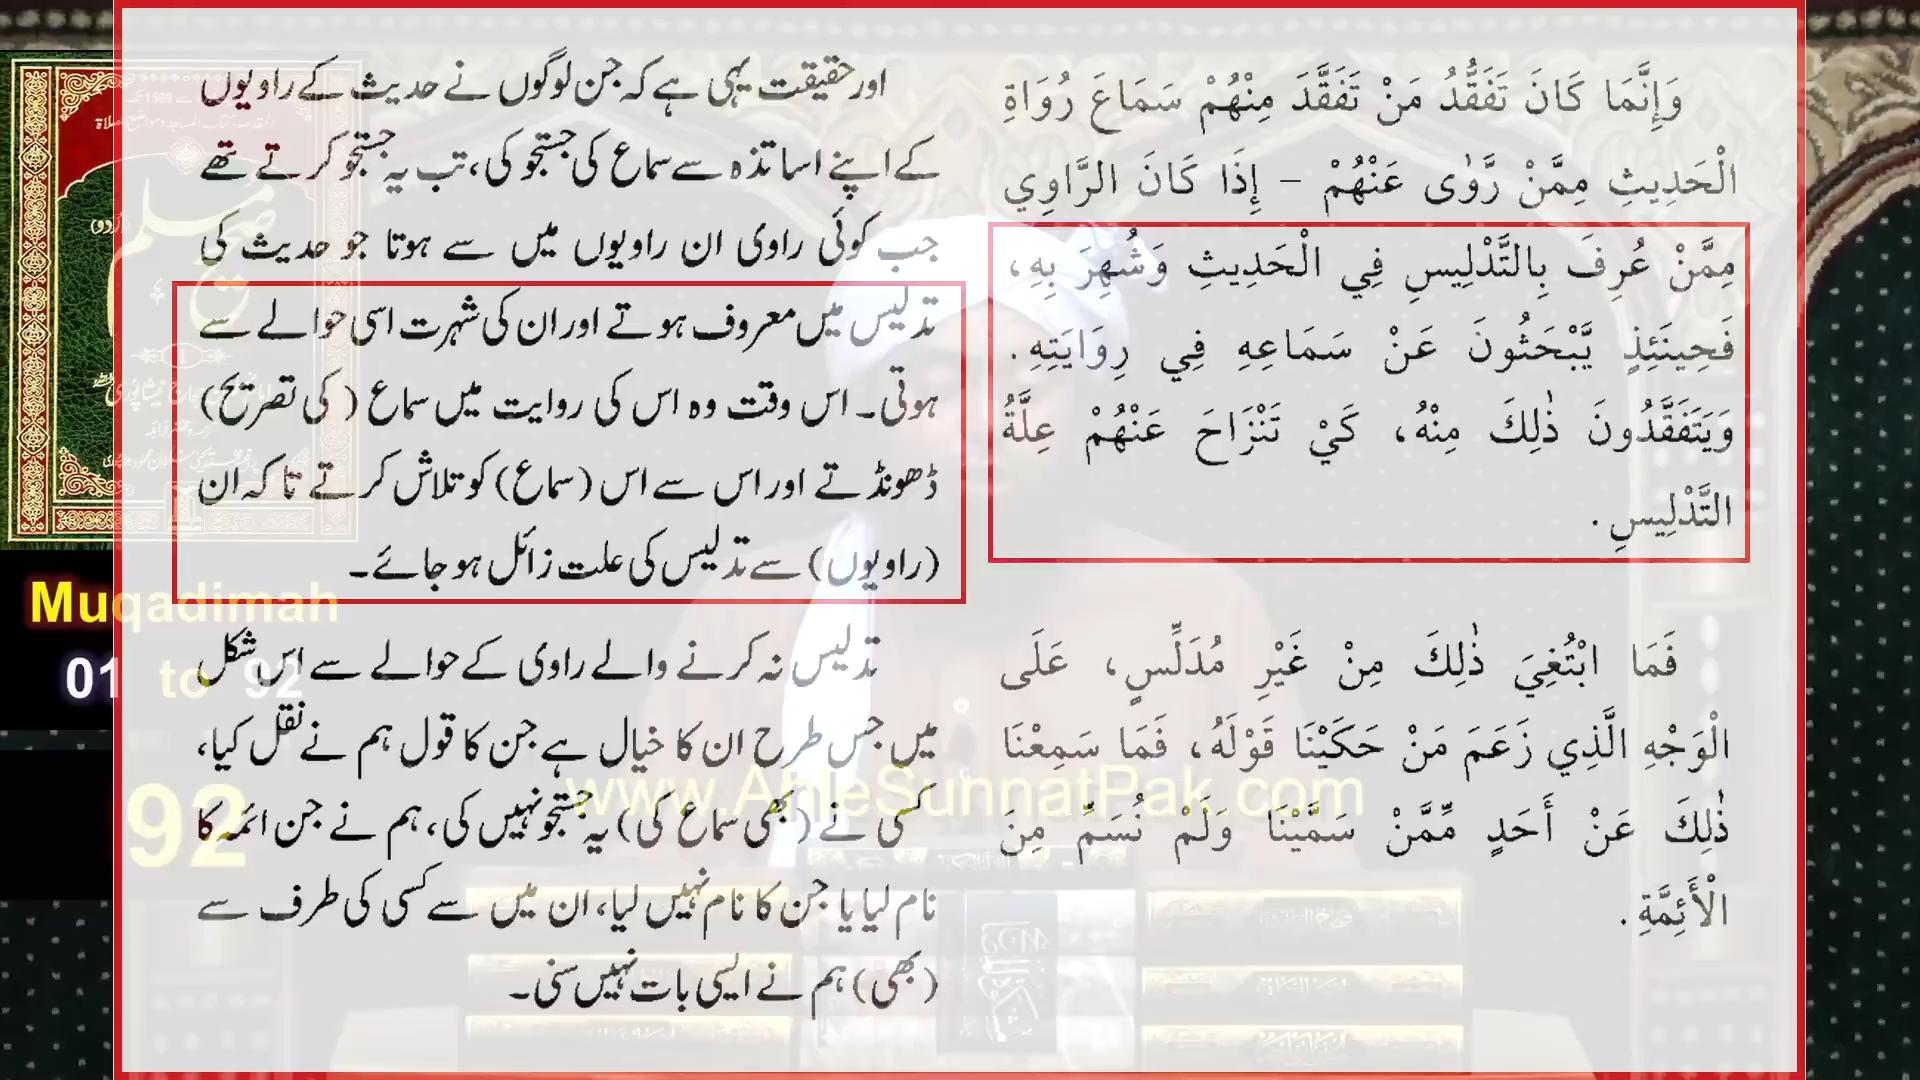 وَإِنَّمَا كَانَ تَفَقُّدُ مَنْ تَفَقَّدَ مِنْهُمْ سَمَاعَ رُوَاةِ
الْحَدِيثِ مِمَّنْ رَّوٰى عَنْهُمْ - إِذَا كَانَ الرَّاوِي
مِمَّنْ عُرِفَ بِالتَّدْلِيسِ فِي الْحَدِيثِ وَشُهِرَ بِهِ،
فَحِينَئِذٍ يَّبْحَثُونَ عَنْ سَمَاعِهِ فِي رِوَايَتِهِ.
وَيَتَفَقَّدُونَ ذٰلِكَ مِنْهُ، كَيْ تَنْزَاحَ عَنْهُمْ عِلَّةُ
التَّدْلِيسِ.
فَمَا ابْتُغِيَ ذٰلِكَ مِنْ غَيْرِ مُدَلِّسٍ، عَلَى
الْوَجْهِ الَّذِي زَعَمَ مَنْ حَكَيْنَا قَوْلَهُ، فَمَا سَمِعْنَا
ذٰلِكَ عَنْ أَحَدٍ مِّمَّنْ سَمَّيْنَا وَلَمْ نُسَمِّ مِنَ
الْأَئِمَّةِ.
اور حقیقت یہی ہے کہ جن لوگوں نے حدیث کے راویوں
کے اپنے اساتذہ سے سماع کی جستجو کی، تب یہ جستجو کرتے تھے
جب کوئی راوی ان راویوں میں سے ہوتا جو حدیث کی
تدلیس میں معروف ہوتے اور ان کی شہرت اسی حوالے سے
ہوتی۔ اس وقت وہ اس کی روایت میں سماع (کی تصریح)
ڈھونڈتے اور اس سے اس (سماع) کو تلاش کرتے تاکہ ان
(راویوں) سے تدلیس کی علت زائل ہو جائے۔
تدلیس نہ کرنے والے راوی کے حوالے سے اس شکل
میں جس طرح ان کا خیال ہے جن کا قول ہم نے نقل کیا،
کسی نے (بھی سماع کی) یہ جستجو نہیں کی، ہم نے جن ائمہ کا
نام لیا یا جن کا نام نہیں لیا، ان میں سے کسی کی طرف سے
(بھی) ہم نے ایسی بات نہیں سنی۔
صحیح مسلم
(اردو)
1
Muqadimah
01 to 92
92
www.AhleSunnatPak.com